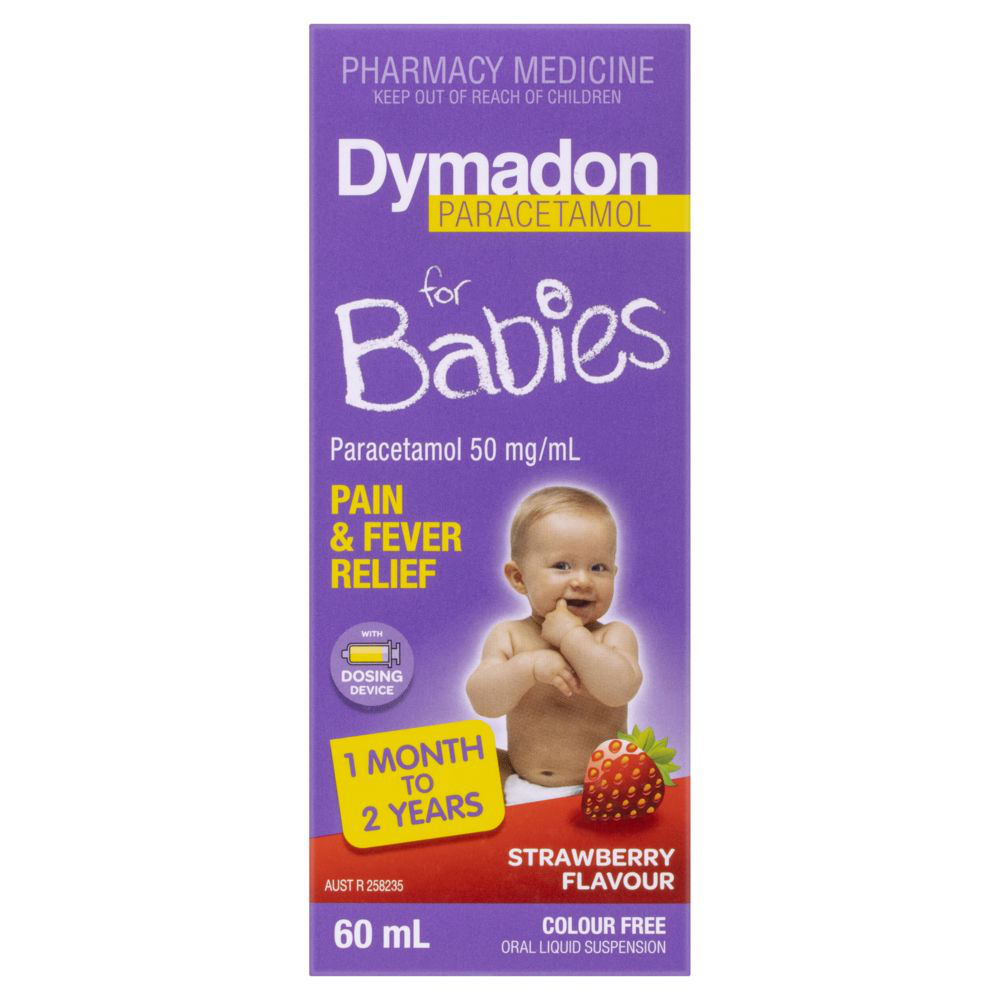 PHARMACY MEDICINE
KEEP OUT OF REACH OF CHILDREN
Dymadon
PARACETAMOL
for
Babies
Paracetamol 50 mg/mL
PAIN
& FEVER
RELIEF
WITH
DOSING
DEVICE
1 MONTH
TO
2 YEARS
STRAWBERRY
FLAVOUR
AUST R 258235
60 mL
COLOUR FREE
ORAL LIQUID SUSPENSION